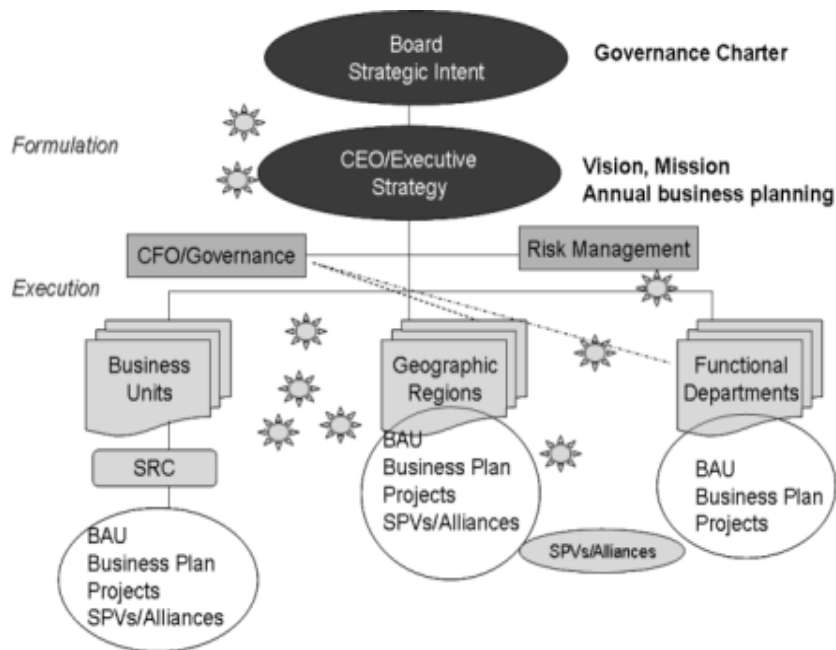 Board
Strategic Intent
Governance Charter
Formulation
CEO/Executive
Strategy
Vision, Mission
Annual business planning
CFO/Governance
Risk Management
Execution
Business
Units
Geographic
Regions
Functional
Departments
SRC
BAU
Business Plan
Projects
SPVs/Alliances
BAU
Business Plan
Projects
SPVs/Alliances
BAU
Business Plan
Projects
SPVs/Alliances